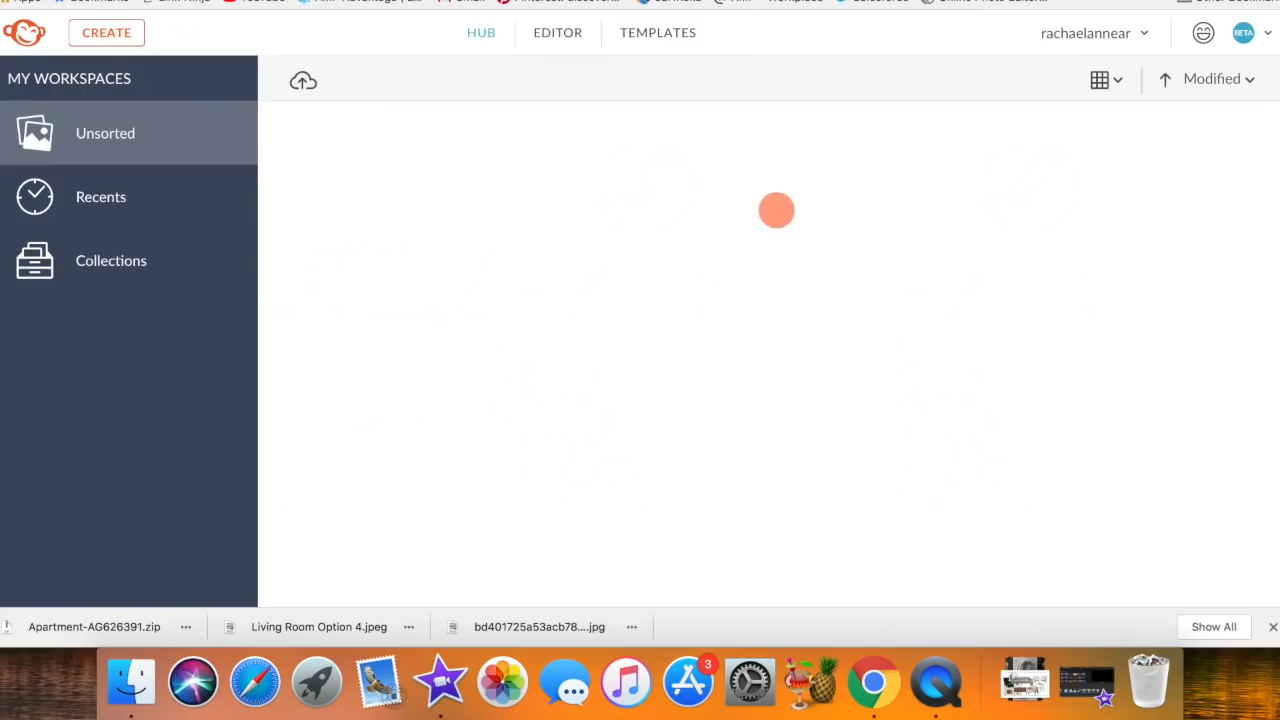 CREATE
HUB
EDITOR
TEMPLATES
rachaelannear
BETA
MY WORKSPACES
Modified
Unsorted
Recents
Collections
Apartment-AG626391.zip
Living Room Option 4.jpeg
bd401725a53acb78....jpg
Show All
3